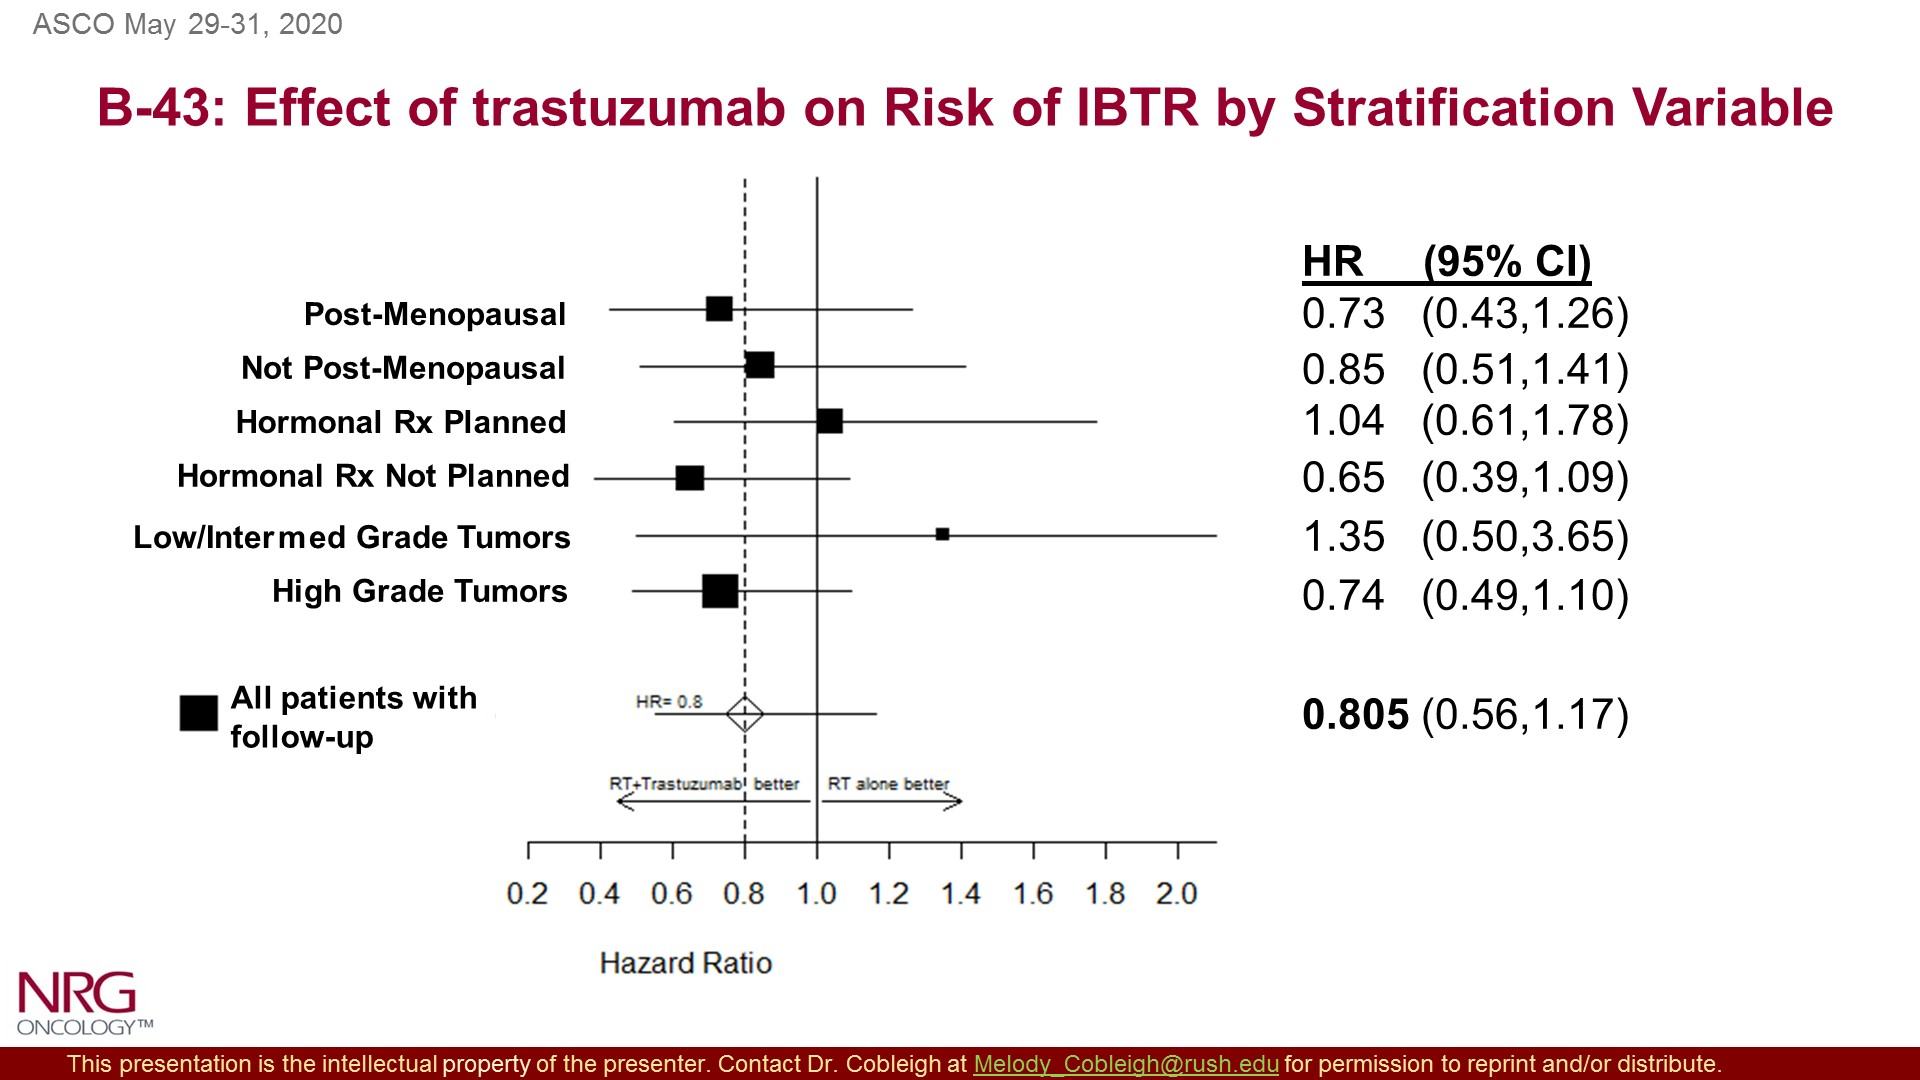 ASCO May 29-31, 2020
B-43: Effect of trastuzumab on Risk of IBTR by Stratification Variable
HR (95% CI)
Post-Menopausal 0.73 (0.43,1.26)
Not Post-Menopausal 0.85 (0.51,1.41)
Hormonal Rx Planned 1.04 (0.61,1.78)
Hormonal Rx Not Planned 0.65 (0.39,1.09)
Low/Intermed Grade Tumors 1.35 (0.50,3.65)
High Grade Tumors 0.74 (0.49,1.10)
All patients with
follow-up
HR= 0.8
0.805 (0.56,1.17)
RT+Trastuzumab better RT alone better
0.2 0.4 0.6 0.8 1.0 1.2 1.4 1.6 1.8 2.0
Hazard Ratio
NRG
ONCOLOGY™
This presentation is the intellectual property of the presenter. Contact Dr. Cobleigh at Melody_Cobleigh@rush.edu for permission to reprint and/or distribute.